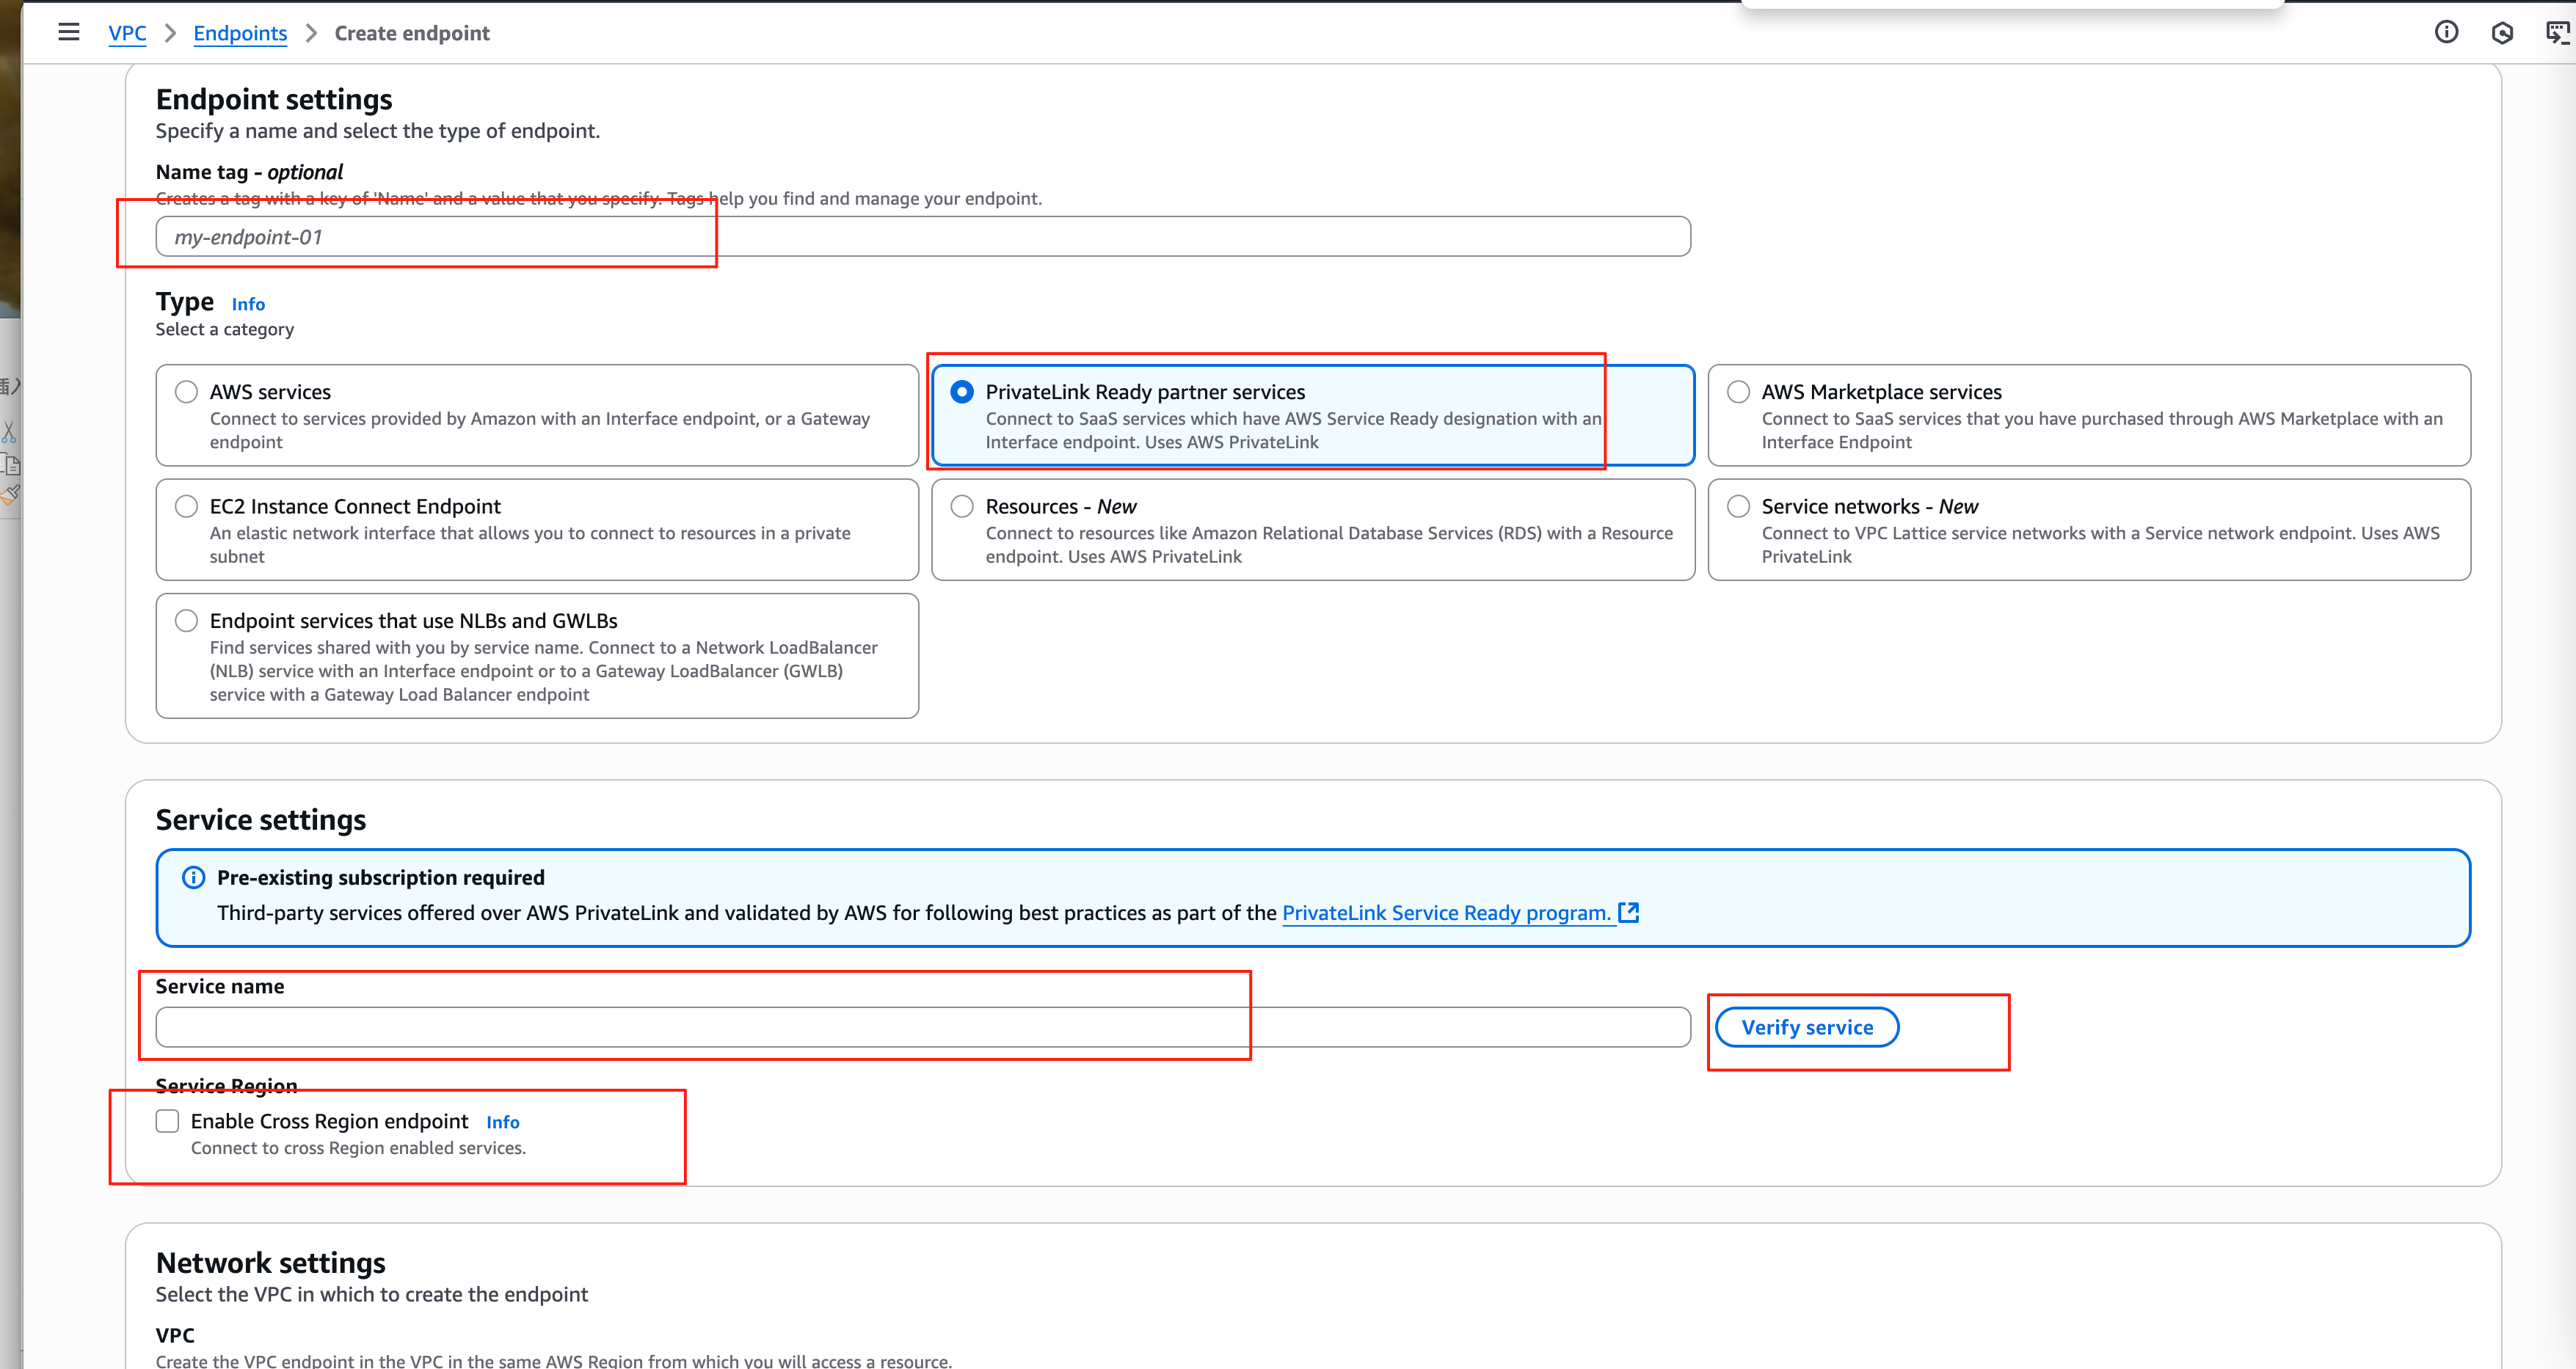 VPC > Endpoints > Create endpoint
Endpoint settings
Specify a name and select the type of endpoint.
Name tag - optional
Creates a tag with a key of 'Name' and a value that you specify. Tags help you find and manage your endpoint.
my-endpoint-01
Type Info
Select a category
AWS services
Connect to services provided by Amazon with an Interface endpoint, or a Gateway
endpoint
PrivateLink Ready partner services
Connect to SaaS services which have AWS Service Ready designation with an
Interface endpoint. Uses AWS PrivateLink
AWS Marketplace services
Connect to SaaS services that you have purchased through AWS Marketplace with an
Interface Endpoint
EC2 Instance Connect Endpoint
An elastic network interface that allows you to connect to resources in a private
subnet
Resources - New
Connect to resources like Amazon Relational Database Services (RDS) with a Resource
endpoint. Uses AWS PrivateLink
Service networks - New
Connect to VPC Lattice service networks with a Service network endpoint. Uses AWS
PrivateLink
Endpoint services that use NLBs and GWLBs
Find services shared with you by service name. Connect to a Network LoadBalancer
(NLB) service with an Interface endpoint or to a Gateway LoadBalancer (GWLB)
service with a Gateway Load Balancer endpoint
Service settings
Pre-existing subscription required
Third-party services offered over AWS PrivateLink and validated by AWS for following best practices as part of the PrivateLink Service Ready program.
Service name
Verify service
Service Region
Enable Cross Region endpoint Info
Connect to cross Region enabled services.
Network settings
Select the VPC in which to create the endpoint
VPC
Create the VPC endpoint in the VPC in the same AWS Region from which you will access a resource.